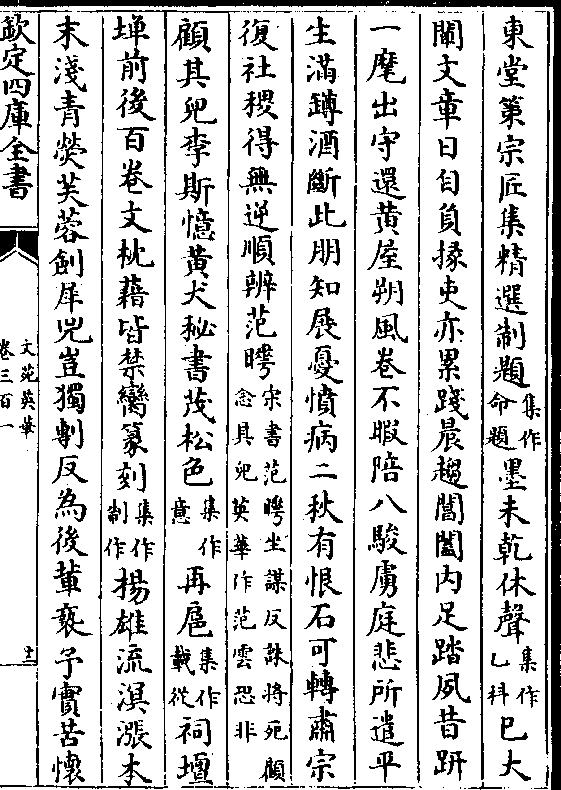 東堂第宗匠集精選制題集作命題墨未乾休聲集作乙科已大
闡文章日自負掾吏亦累踐晨趨閶闔内足踏夙昔趼
一麾出守還黄屋朔風卷不暇陪八駿虜庭悲所遣平
生滿罇酒斷此朋知展憂憤病二秋有恨石可轉肅宗
復社稷得無逆順辨范曄宋書范曄坐謀反誅将死顧念其兒英華作范雲恐非
顧其兒李斯憶黄犬秘書茂松色集作意再扈集作載從祠壇
墠前後百卷文枕藉皆禁臠篆刻集作制作揚雄流溟漲本
末淺青熒芙蓉劍犀兕豈獨剸反為後輩䙝予實苦懷
欽定四庫全書
文苑英華
卷三百一
十二